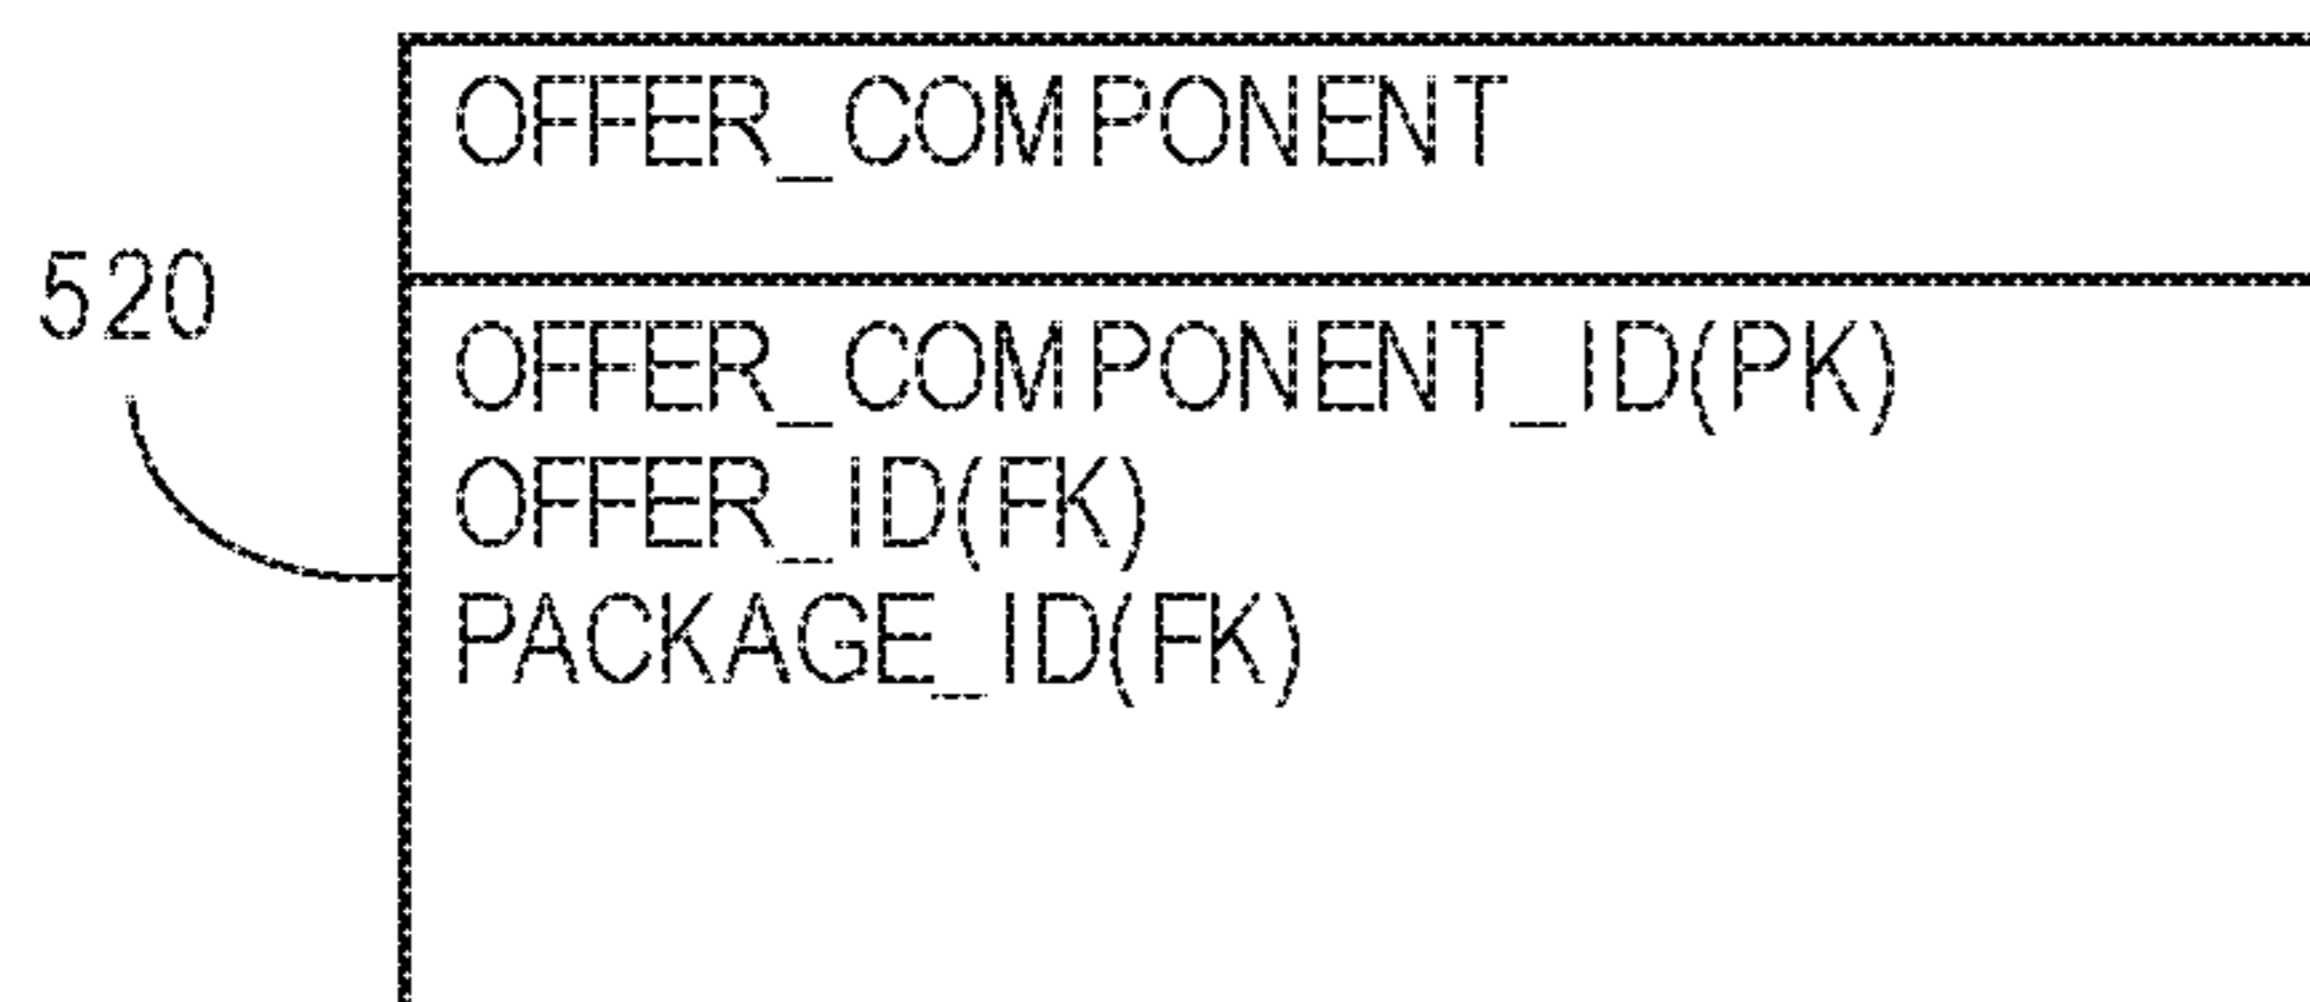 OFFER_COMPONENT
520
OFFER_COMPONENT_ID(PK)
OFFER_ID(FK)
PACKAGE_ID(FK)